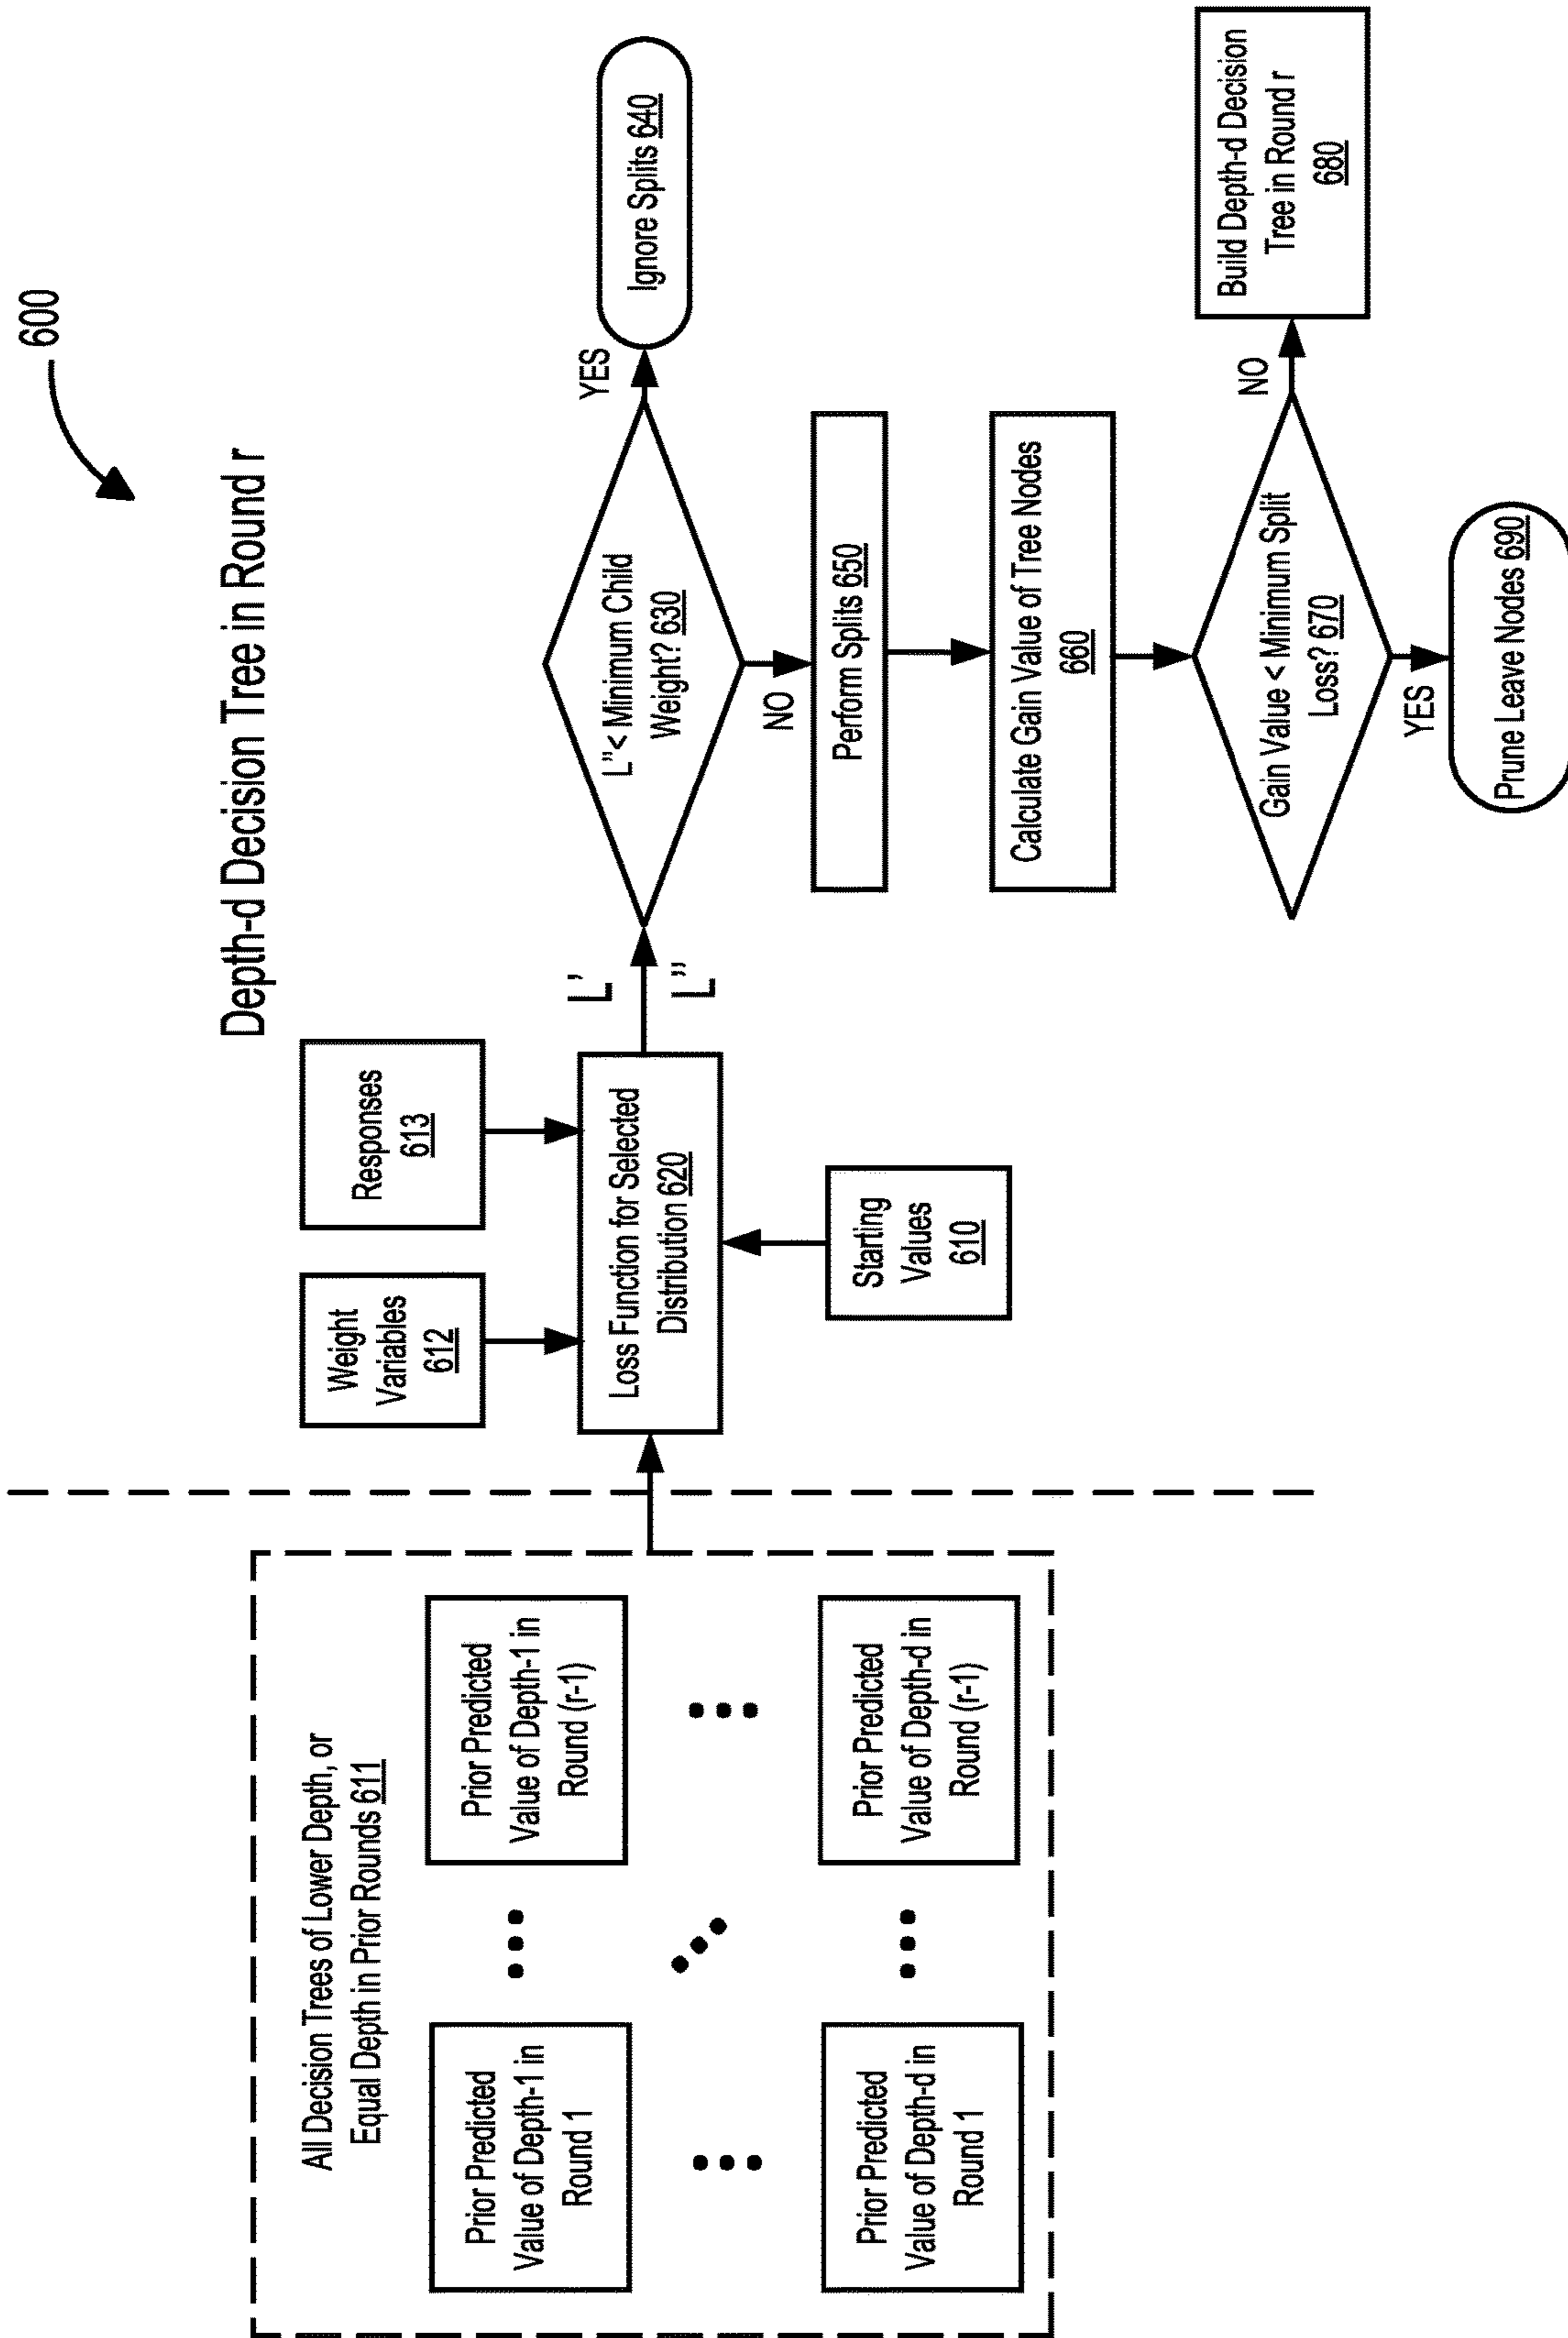 600
Depth-d Decision Tree in Round r
All Decision Trees of Lower Depth, or
Equal Depth in Prior Rounds 611
Prior Predicted
Value of Depth-1 in
Round 1
Prior Predicted
Value of Depth-1 in
Round (r-1)
Prior Predicted
Value of Depth-d in
Round 1
Prior Predicted
Value of Depth-d in
Round (r-1)
Weight
Variables
612
Responses
613
Loss Function for Selected
Distribution 620
Starting
Values
610
L'
L"
L"< Minimum Child
Weight? 630
YES
Ignore Splits 640
NO
Perform Splits 650
Calculate Gain Value of Tree Nodes
660
Gain Value < Minimum Split
Loss? 670
NO
Build Depth-d Decision
Tree in Round r
680
YES
Prune Leave Nodes 690